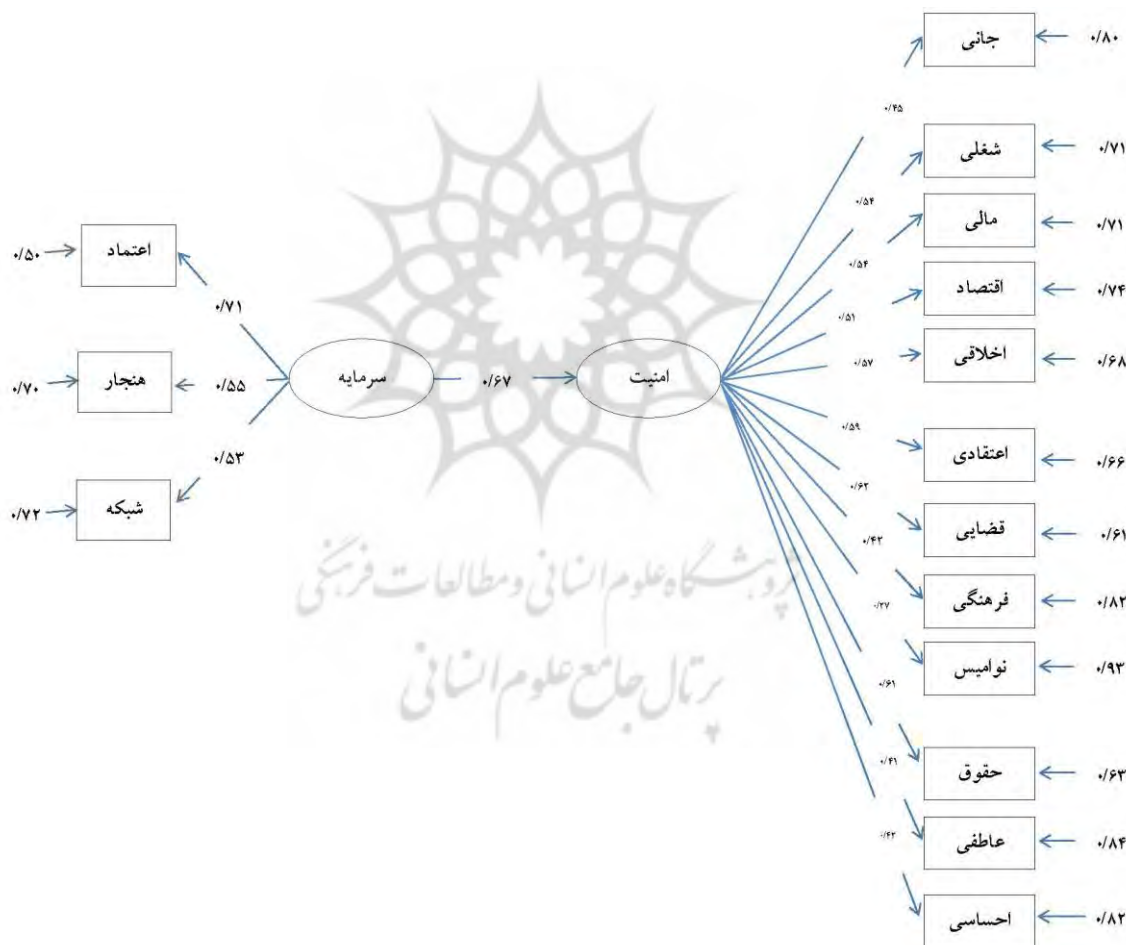 جانی
۰/۸۰
۰/۴۵
شغلی
۰/۷۱
۰/۵۴
مالی
۰/۷۱
۰/۵۴
اقتصاد
۰/۷۴
۰/۵۱
اخلاقی
۰/۶۸
۰/۵۷
اعتقادی
۰/۶۶
۰/۵۹
قضایی
۰/۶۱
۰/۶۲
فرهنگی
۰/۸۲
۰/۴۲
نوامیس
۰/۹۳
۰/۲۷
حقوق
۰/۶۳
۰/۶۱
عاطفی
۰/۸۴
۰/۴۱
احساسی
۰/۸۲
۰/۴۲
امنیت
۰/۶۷
سرمایه
۰/۷۱
اعتماد
۰/۵۰
۰/۵۵
هنجار
۰/۷۰
۰/۵۳
شبکه
۰/۷۲
پژوهشگاه علوم انسانی و مطالعات فرهنگی
پرتال جامع علوم انسانی